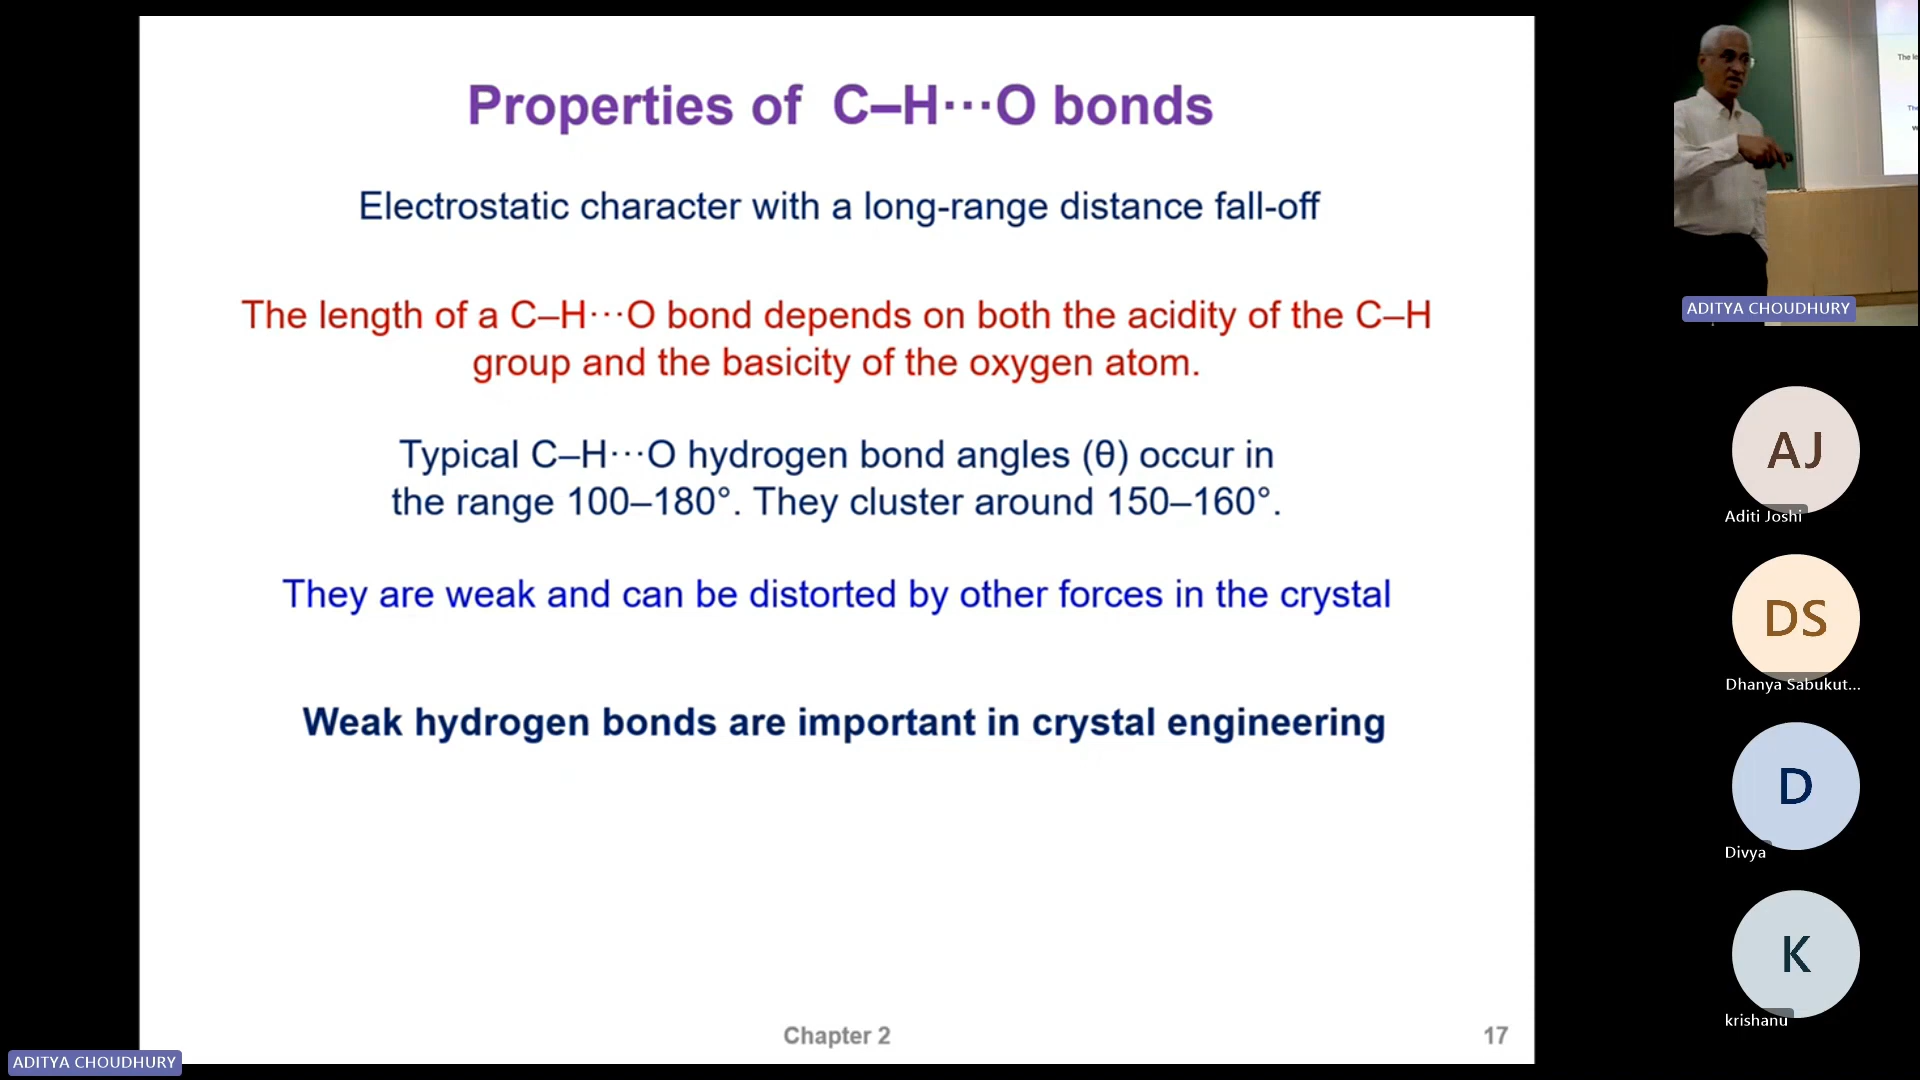 Properties of C–H···O bonds
Electrostatic character with a long-range distance fall-off
The length of a C–H···O bond depends on both the acidity of the C–H
group and the basicity of the oxygen atom.
Typical C–H···O hydrogen bond angles (θ) occur in
the range 100–180°. They cluster around 150–160°.
They are weak and can be distorted by other forces in the crystal
Weak hydrogen bonds are important in crystal engineering
Chapter 2
17
ADITYA CHOUDHURY
ADITYA CHOUDHURY
AJ
Aditi Joshi
DS
Dhanya Sabukut...
D
Divya
K
krishanu